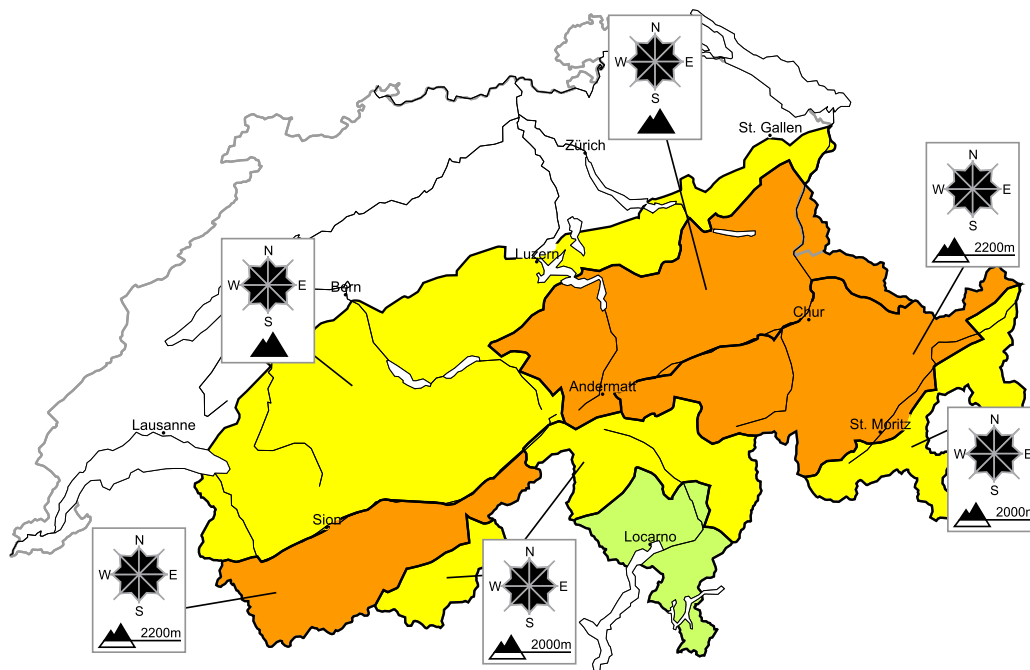 N
W E
S
St. Gallen
Zürich
N
W E
S
2200m
N
W E
S
Luzern
Bern
Chur
Andermatt
Lausanne
St. Moritz
N
W E
S
2000m
Sion
Locarno
N
W E
S
2200m
N
W E
S
2000m